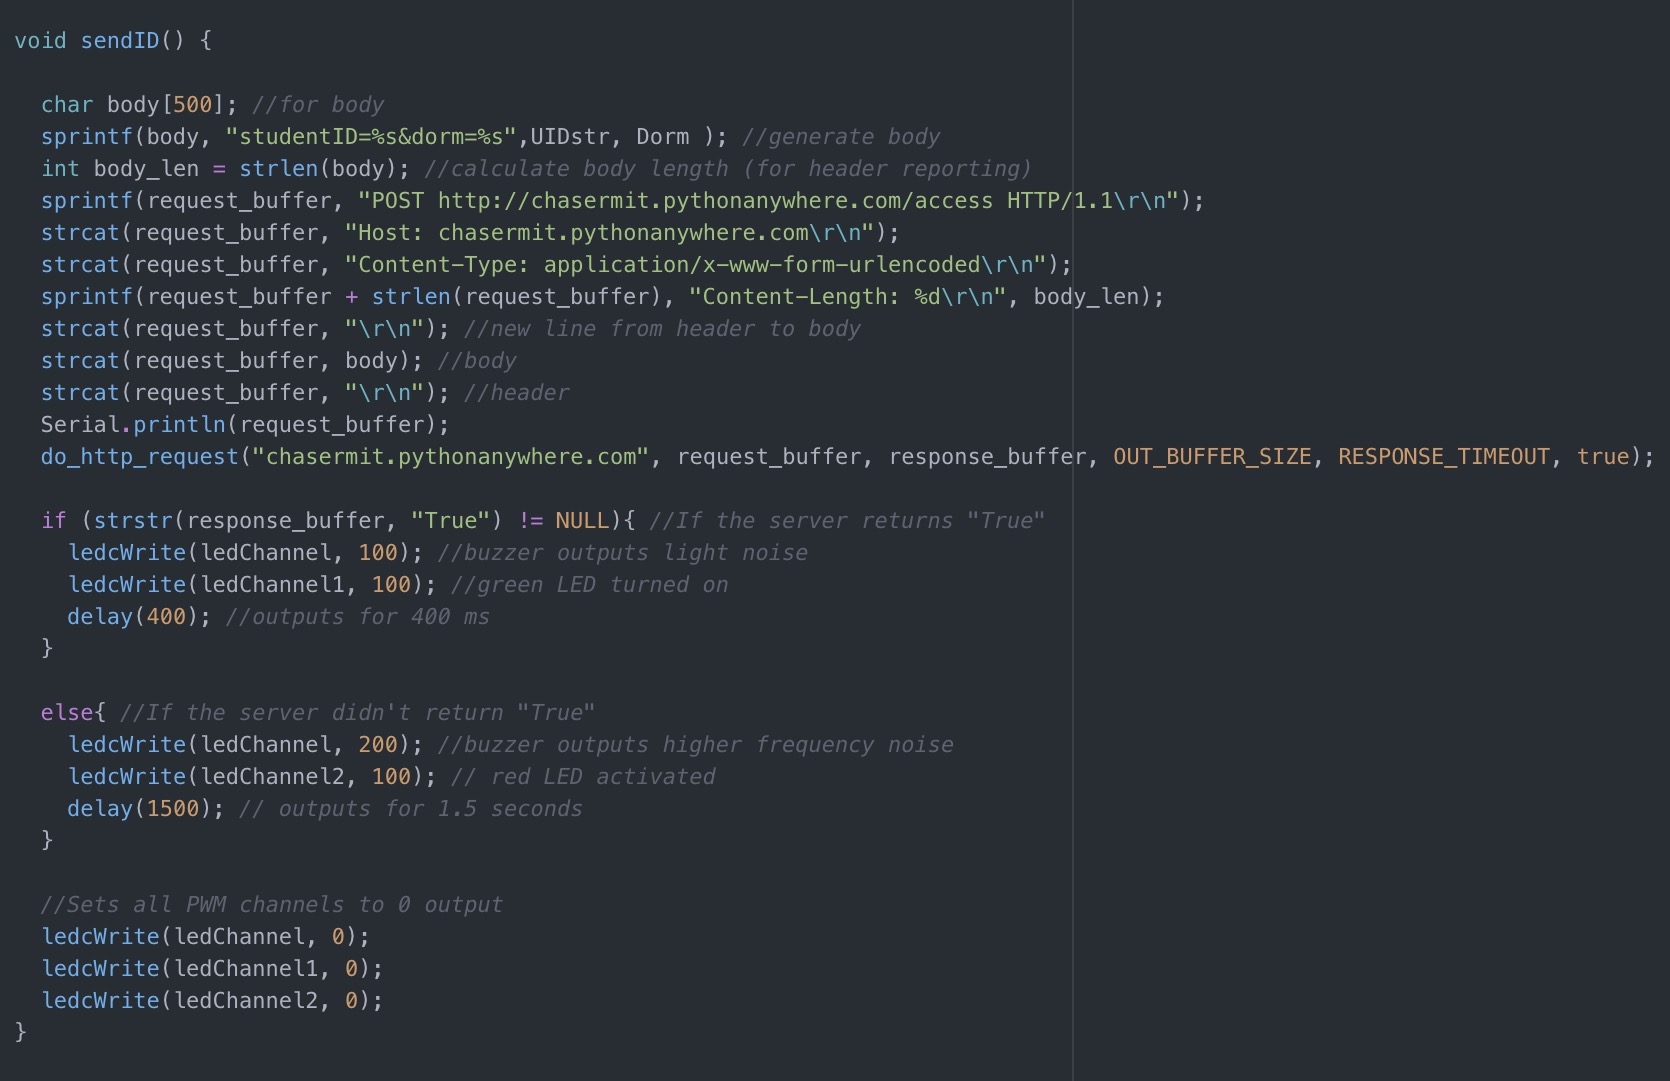 void sendID() {
char body[500]; //for body
sprintf(body, "studentID=%s&dorm=%s",UIDstr, Dorm ); //generate body
int body_len = strlen(body); //calculate body length (for header reporting)
sprintf(request_buffer, "POST http://chasermit.pythonanywhere.com/access HTTP/1.1\r\n");
strcat(request_buffer, "Host: chasermit.pythonanywhere.com\r\n");
strcat(request_buffer, "Content-Type: application/x-www-form-urlencoded\r\n");
sprintf(request_buffer + strlen(request_buffer), "Content-Length: %d\r\n", body_len);
strcat(request_buffer, "\r\n"); //new line from header to body
strcat(request_buffer, body); //body
strcat(request_buffer, "\r\n"); //header
Serial.println(request_buffer);
do_http_request("chasermit.pythonanywhere.com", request_buffer, response_buffer, OUT_BUFFER_SIZE, RESPONSE_TIMEOUT, true);
if (strstr(response_buffer, "True") != NULL){ //If the server returns "True"
ledcWrite(ledChannel, 100); //buzzer outputs light noise
ledcWrite(ledChannel1, 100); //green LED turned on
delay(400); //outputs for 400 ms
}
else{ //If the server didn't return "True"
ledcWrite(ledChannel, 200); //buzzer outputs higher frequency noise
ledcWrite(ledChannel2, 100); // red LED activated
delay(1500); // outputs for 1.5 seconds
}
//Sets all PWM channels to 0 output
ledcWrite(ledChannel, 0);
ledcWrite(ledChannel1, 0);
ledcWrite(ledChannel2, 0);
}